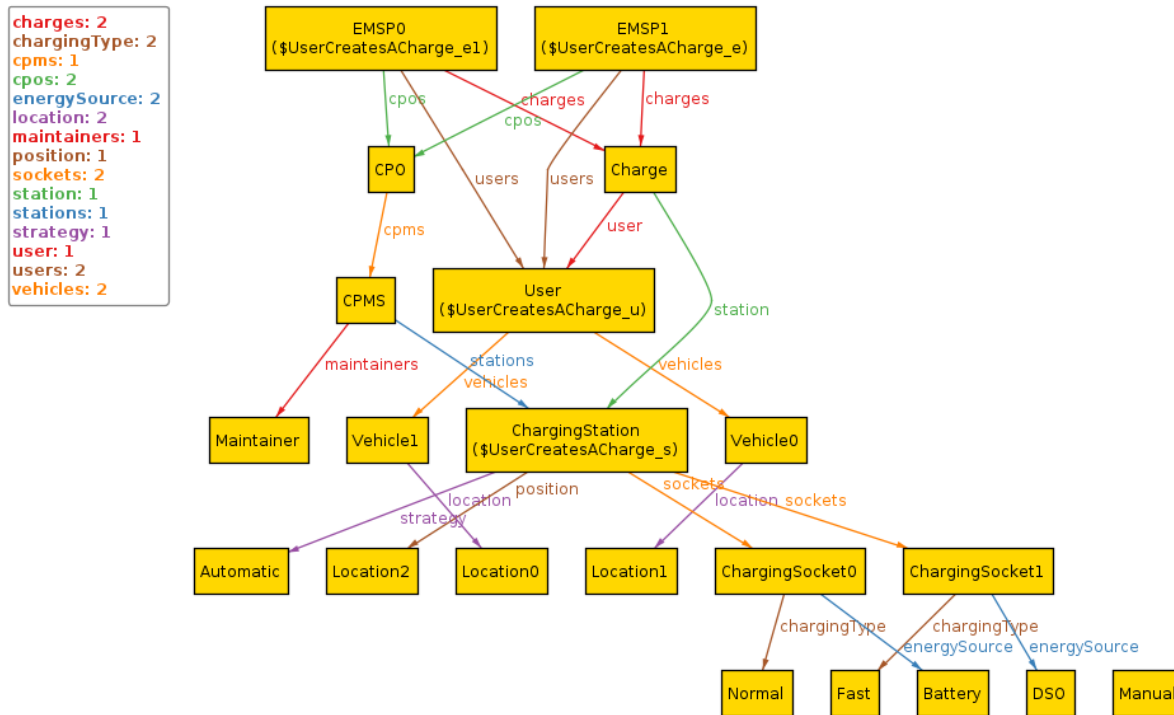 charges: 2
chargingType: 2
cpms: 1
cpos: 2
energySource: 2
location: 2
maintainers: 1
position: 1
sockets: 2
station: 1
stations: 1
strategy: 1
user: 1
users: 2
vehicles: 2
EMSP0
($UserCreatesACharge_e1)
EMSP1
($UserCreatesACharge_e)
cpos
charges
charges
cpos
CPO
Charge
users
users
cpms
user
CPMS
User
($UserCreatesACharge_u)
station
maintainers
stations
vehicles
vehicles
Maintainer
Vehicle1
ChargingStation
($UserCreatesACharge_s)
Vehicle0
strategy
location
position
sockets
location
sockets
Automatic
Location2
Location0
Location1
ChargingSocket0
ChargingSocket1
chargingType
chargingType
energySource
energySource
Normal
Fast
Battery
DSO
Manual